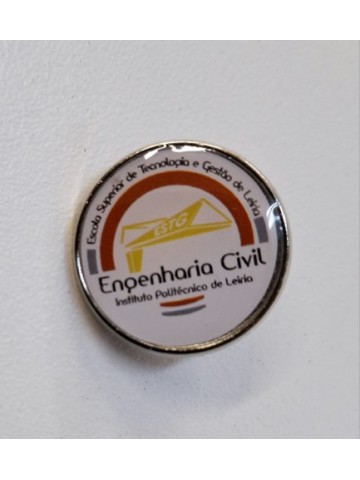 Escola Superior de Tecnologia e Gestão de Leiria
ESTG
Engenharia Civil
Instituto Politécnico de Leiria